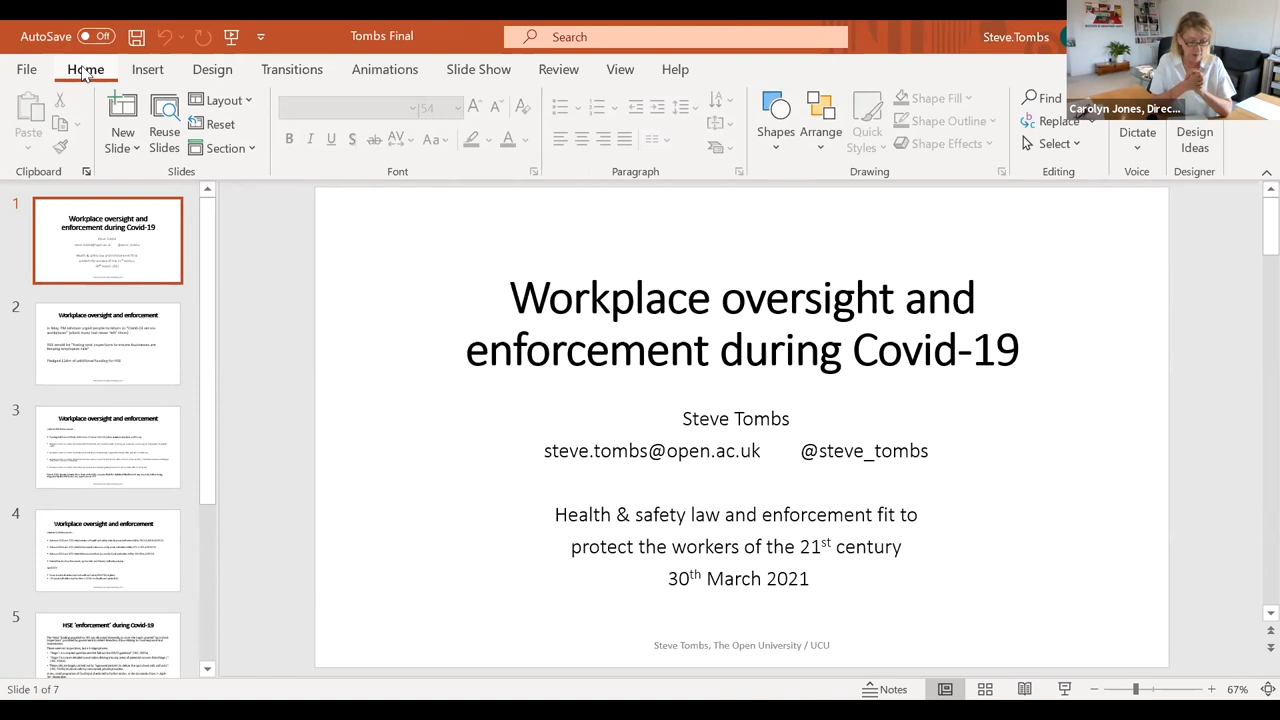 AutoSave Off Tombs Final Search Steve.Tombs
File Home Insert Design Transitions Animations Slide Show Review View Help
Carolyn Jones, Direc...
Paste New Slide Reuse Slides Layout Reset Section 54 Shapes Arrange Quick Styles Shape Fill Shape Outline Shape Effects Find Replace Select Dictate Design Ideas
Clipboard Slides Font Paragraph Drawing Editing Voice Designer
1
Workplace oversight and
enforcement during Covid-19
2
Workplace oversight and enforcement
3
Workplace oversight and enforcement
4
Workplace oversight and enforcement
5
HSE 'enforcement' during Covid-19
Workplace oversight and
enforcement during Covid-19
Steve Tombs
steve.tombs@open.ac.uk @steve_tombs
Health & safety law and enforcement fit to
protect the workers of the 21st century
30th March 2021
Steve Tombs, The Open University / UCU
Slide 1 of 7 Notes 67%